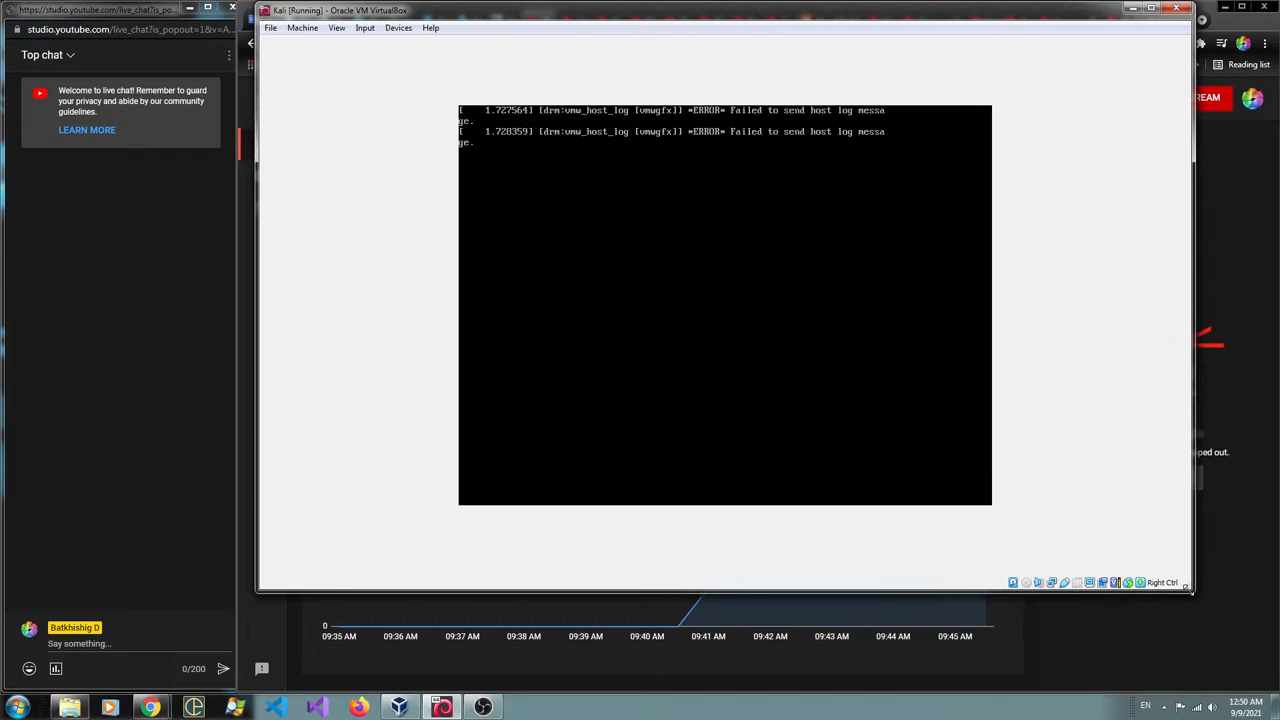 https://studio.youtube.com/live_chat?is_po...
studio.youtube.com/live_chat?is_popout=1&tv=A...
Top chat
Welcome to live chat! Remember to guard
your privacy and abide by our community
guidelines.
LEARN MORE
Batkhishig D
Say something...
0/200
Kali [Running] - Oracle VM VirtualBox
File Machine View Input Devices Help
[    1.727564] [drm:vmw_host_log [vmwgfx]] *ERROR* Failed to send host log messa
ge.
[    1.728359] [drm:vmw_host_log [vmwgfx]] *ERROR* Failed to send host log messa
ge.
Right Ctrl
Reading list
REAM
pped out.
0
09:35 AM 09:36 AM 09:37 AM 09:38 AM 09:39 AM 09:40 AM 09:41 AM 09:42 AM 09:43 AM 09:44 AM 09:45 AM
EN
12:50 AM
9/9/2021